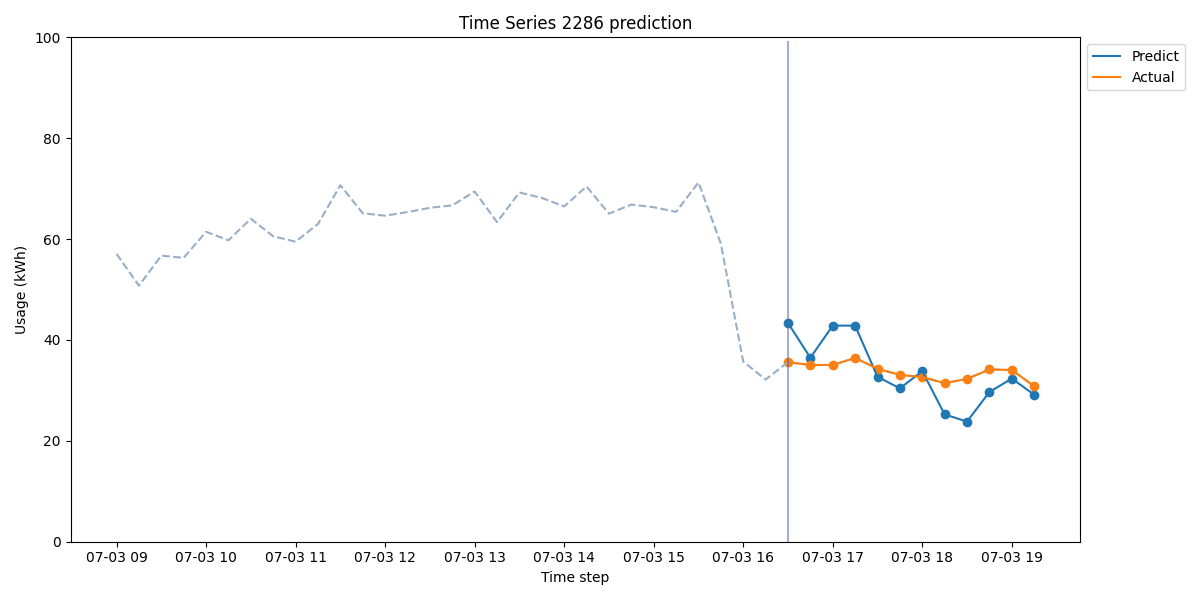 Time Series 2286 prediction
Predict
Actual
Usage (kWh)
100
80
60
40
20
0
07-03 09 07-03 10 07-03 11 07-03 12 07-03 13 07-03 14 07-03 15 07-03 16 07-03 17 07-03 18 07-03 19
Time step